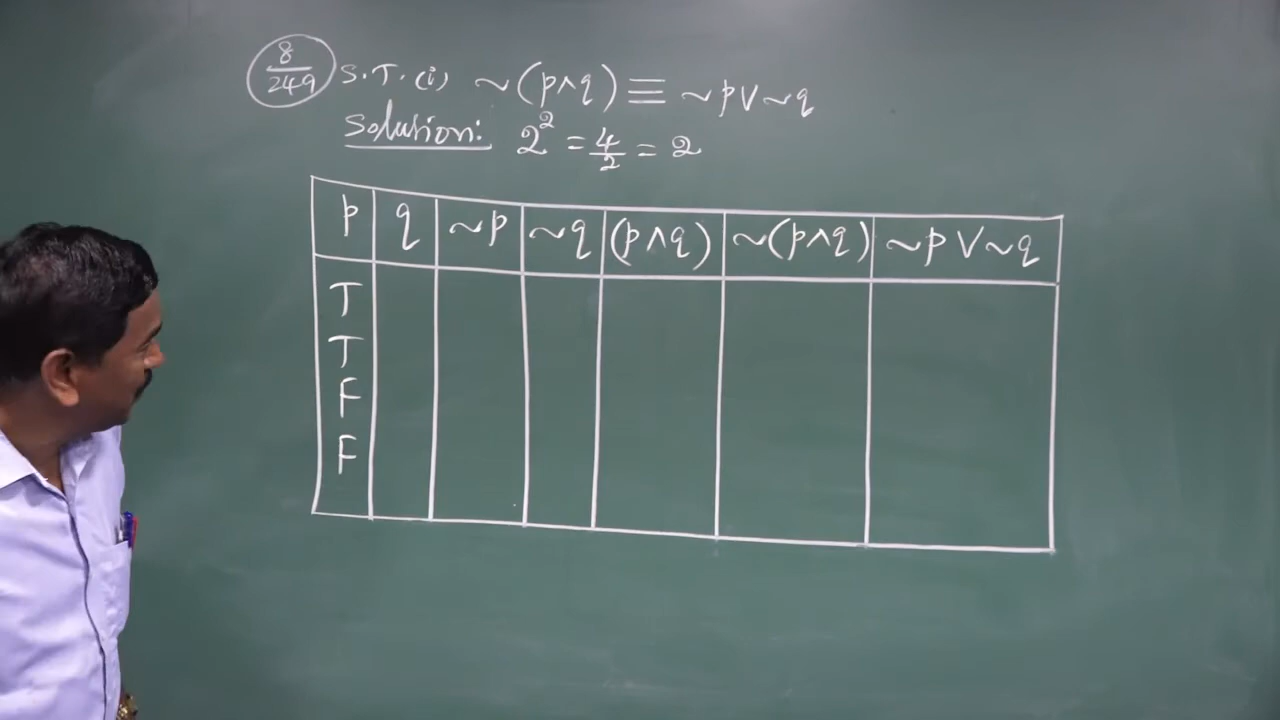 8/249 S.T. (i) ~(p∧q) ≡ ~p∨~q
Solution: 2² = 4/2 = 2
p q ~p ~q (p∧q) ~(p∧q) ~p∨~q
T
T
F
F